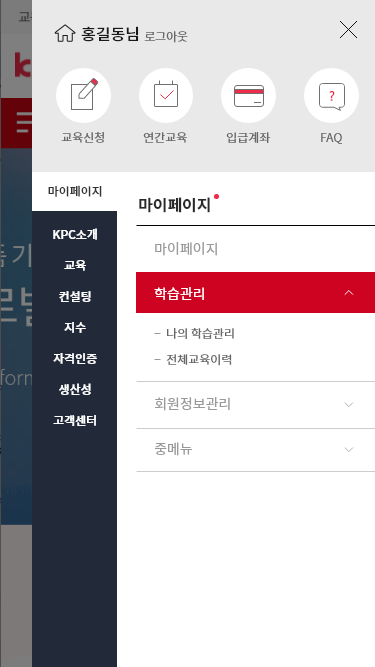 홍길동님 로그아웃
교육신청
연간교육
입급계좌
FAQ
마이페이지
KPC소개
교육
컨설팅
지수
자격인증
생산성
고객센터
마이페이지
마이페이지
학습관리
– 나의 학습관리
– 전체교육이력
회원정보관리
중메뉴